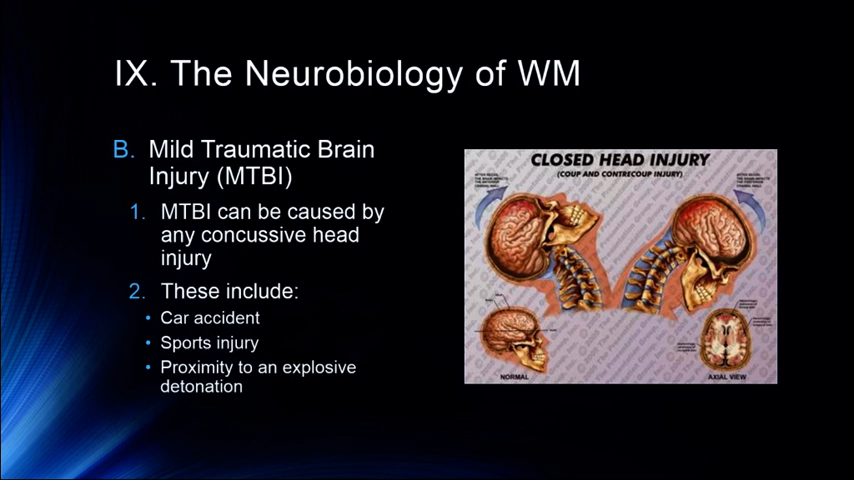 IX. The Neurobiology of WM
B. Mild Traumatic Brain
Injury (MTBI)
1. MTBI can be caused by
any concussive head
injury
2. These include:
• Car accident
• Sports injury
• Proximity to an explosive
detonation
CLOSED HEAD INJURY
(COUP AND CONTRECOUP INJURY)
NORMAL
AXIAL VIEW